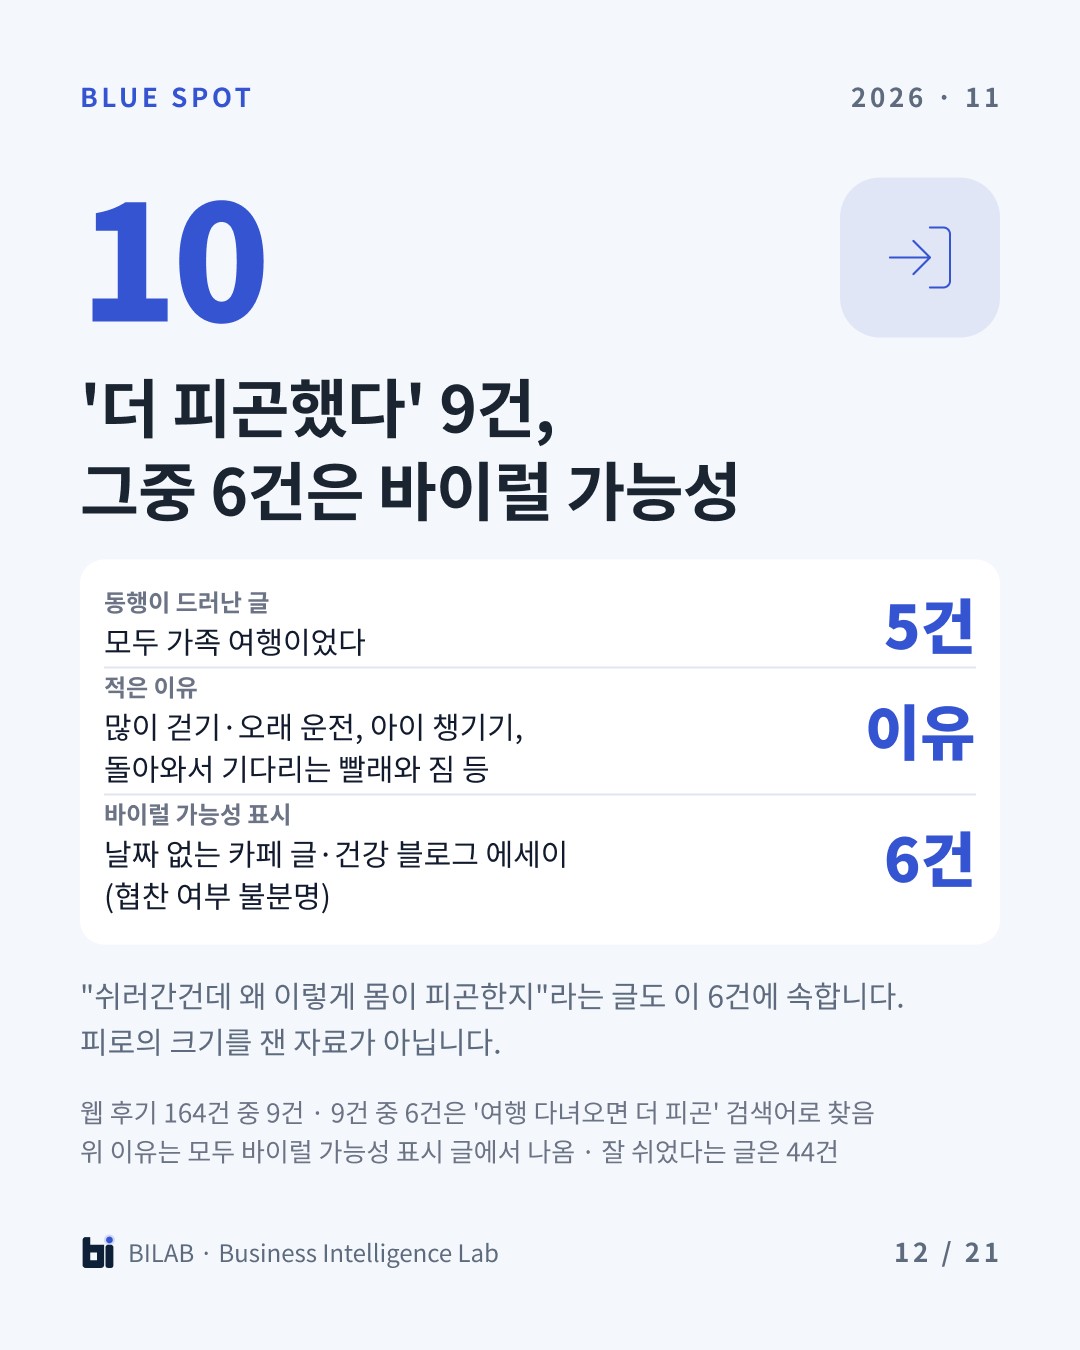 BLUE SPOT
2026 · 11
10
'더 피곤했다' 9건,
그중 6건은 바이럴 가능성
동행이 드러난 글
모두 가족 여행이었다
5건
적은 이유
많이 걷기·오래 운전, 아이 챙기기,
돌아와서 기다리는 빨래와 짐 등
이유
바이럴 가능성 표시
날짜 없는 카페 글·건강 블로그 에세이
(협찬 여부 불분명)
6건
"쉬러간건데 왜 이렇게 몸이 피곤한지"라는 글도 이 6건에 속합니다.
피로의 크기를 잰 자료가 아닙니다.
웹 후기 164건 중 9건 · 9건 중 6건은 '여행 다녀오면 더 피곤' 검색어로 찾음
위 이유는 모두 바이럴 가능성 표시 글에서 나옴 · 잘 쉬었다는 글은 44건
bi BILAB · Business Intelligence Lab
12 / 21